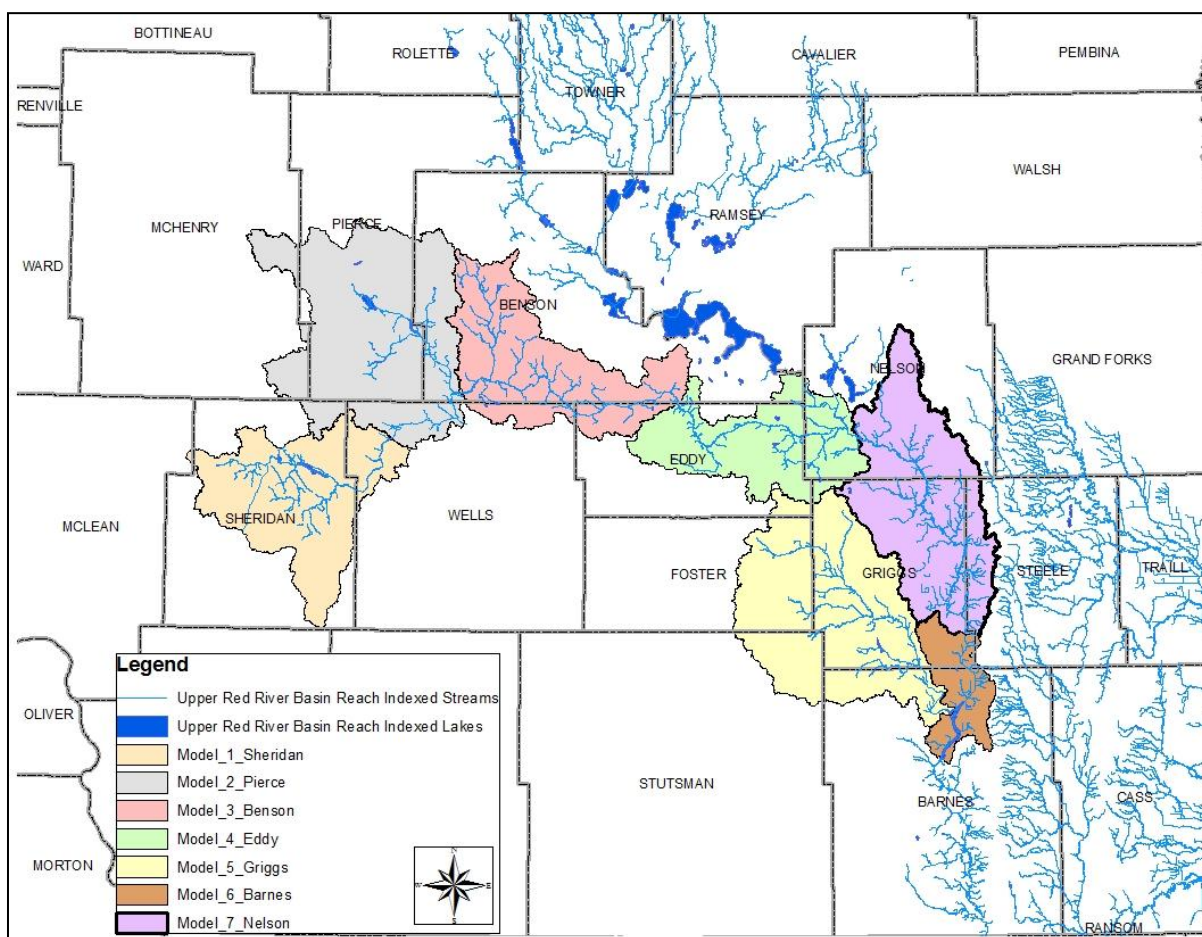 BOTTINEAU
ROLETTE
CAVALIER
PEMBINA
RENVILLE
TOWNER
WALSH
RAMSEY
MCHENRY
PIERCE
WARD
BENSON
GRAND FORKS
NELSON
EDDY
MCLEAN
SHERIDAN
WELLS
FOSTER
GRIGGS
STEELE
TRAILL
Legend
Upper Red River Basin Reach Indexed Streams
Upper Red River Basin Reach Indexed Lakes
Model_1_Sheridan
Model_2_Pierce
Model_3_Benson
Model_4_Eddy
Model_5_Griggs
Model_6_Barnes
Model_7_Nelson
N
W
E
S
OLIVER
STUTSMAN
BARNES
CASS
MORTON
RANSOM